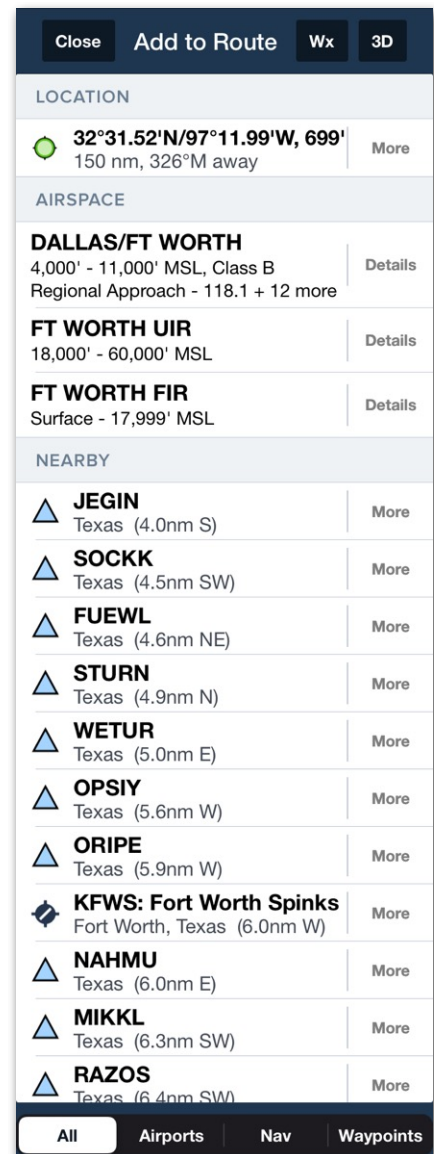 Close Add to Route Wx 3D
LOCATION
32°31.52'N/97°11.99'W, 699'
150 nm, 326°M away
More
AIRSPACE
DALLAS/FT WORTH
4,000' - 11,000' MSL, Class B
Regional Approach - 118.1 + 12 more
Details
FT WORTH UIR
18,000' - 60,000' MSL
Details
FT WORTH FIR
Surface - 17,999' MSL
Details
NEARBY
JEGIN
Texas (4.0nm S)
More
SOCKK
Texas (4.5nm SW)
More
FUEWL
Texas (4.6nm NE)
More
STURN
Texas (4.9nm N)
More
WETUR
Texas (5.0nm E)
More
OPSIY
Texas (5.6nm W)
More
ORIPE
Texas (5.9nm W)
More
KFWS: Fort Worth Spinks
Fort Worth, Texas (6.0nm W)
More
NAHMU
Texas (6.0nm E)
More
MIKKL
Texas (6.3nm SW)
More
RAZOS
Texas (6.4nm SW)
More
All Airports Nav Waypoints